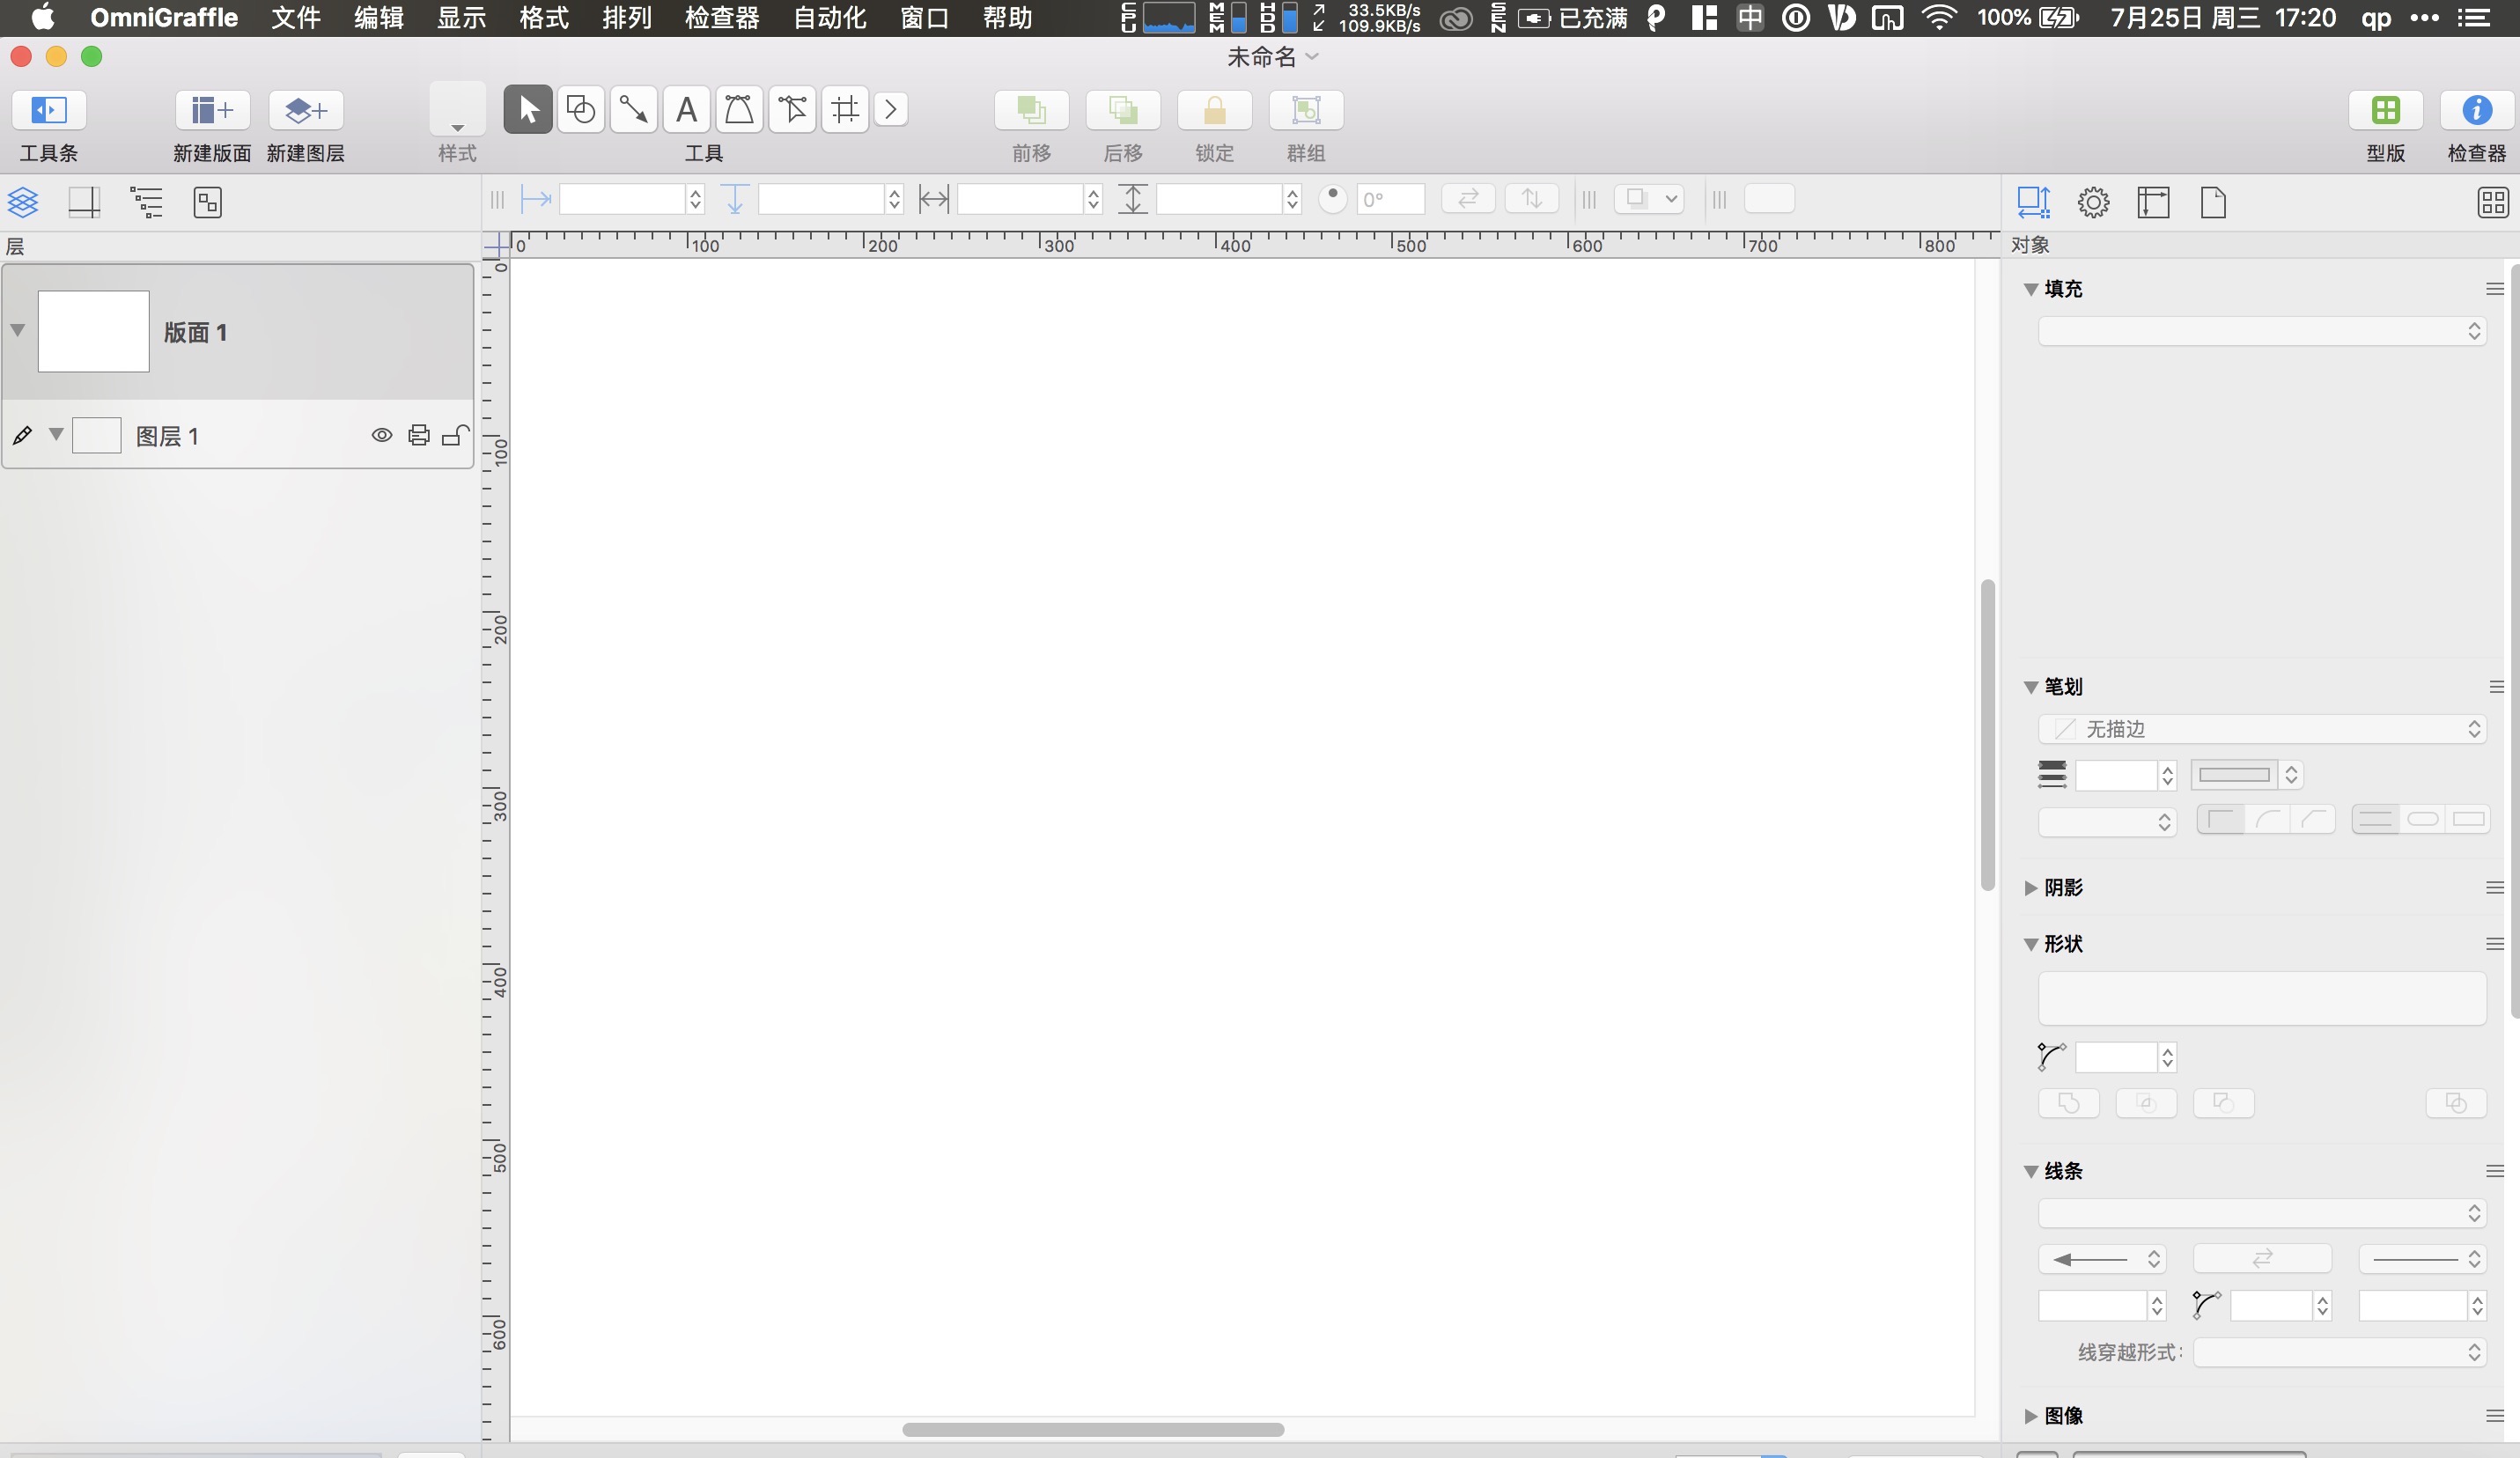 OmniGraffle 文件 编辑 显示 格式 排列 检查器 自动化 窗口 帮助 CPU MEM HDD 33.5KB/s 109.9KB/s SEN 已充满 中 100% 7月25日 周三 17:20 qp
未命名
工具条 新建版面 新建图层 样式 工具 前移 后移 锁定 群组 型版 检查器
0°
层 0 100 200 300 400 500 600 700 800 对象
0
填充
版面 1
图层 1
100
200
笔划
无描边
300
阴影
形状
400
500
线条
600
线穿越形式:
图像